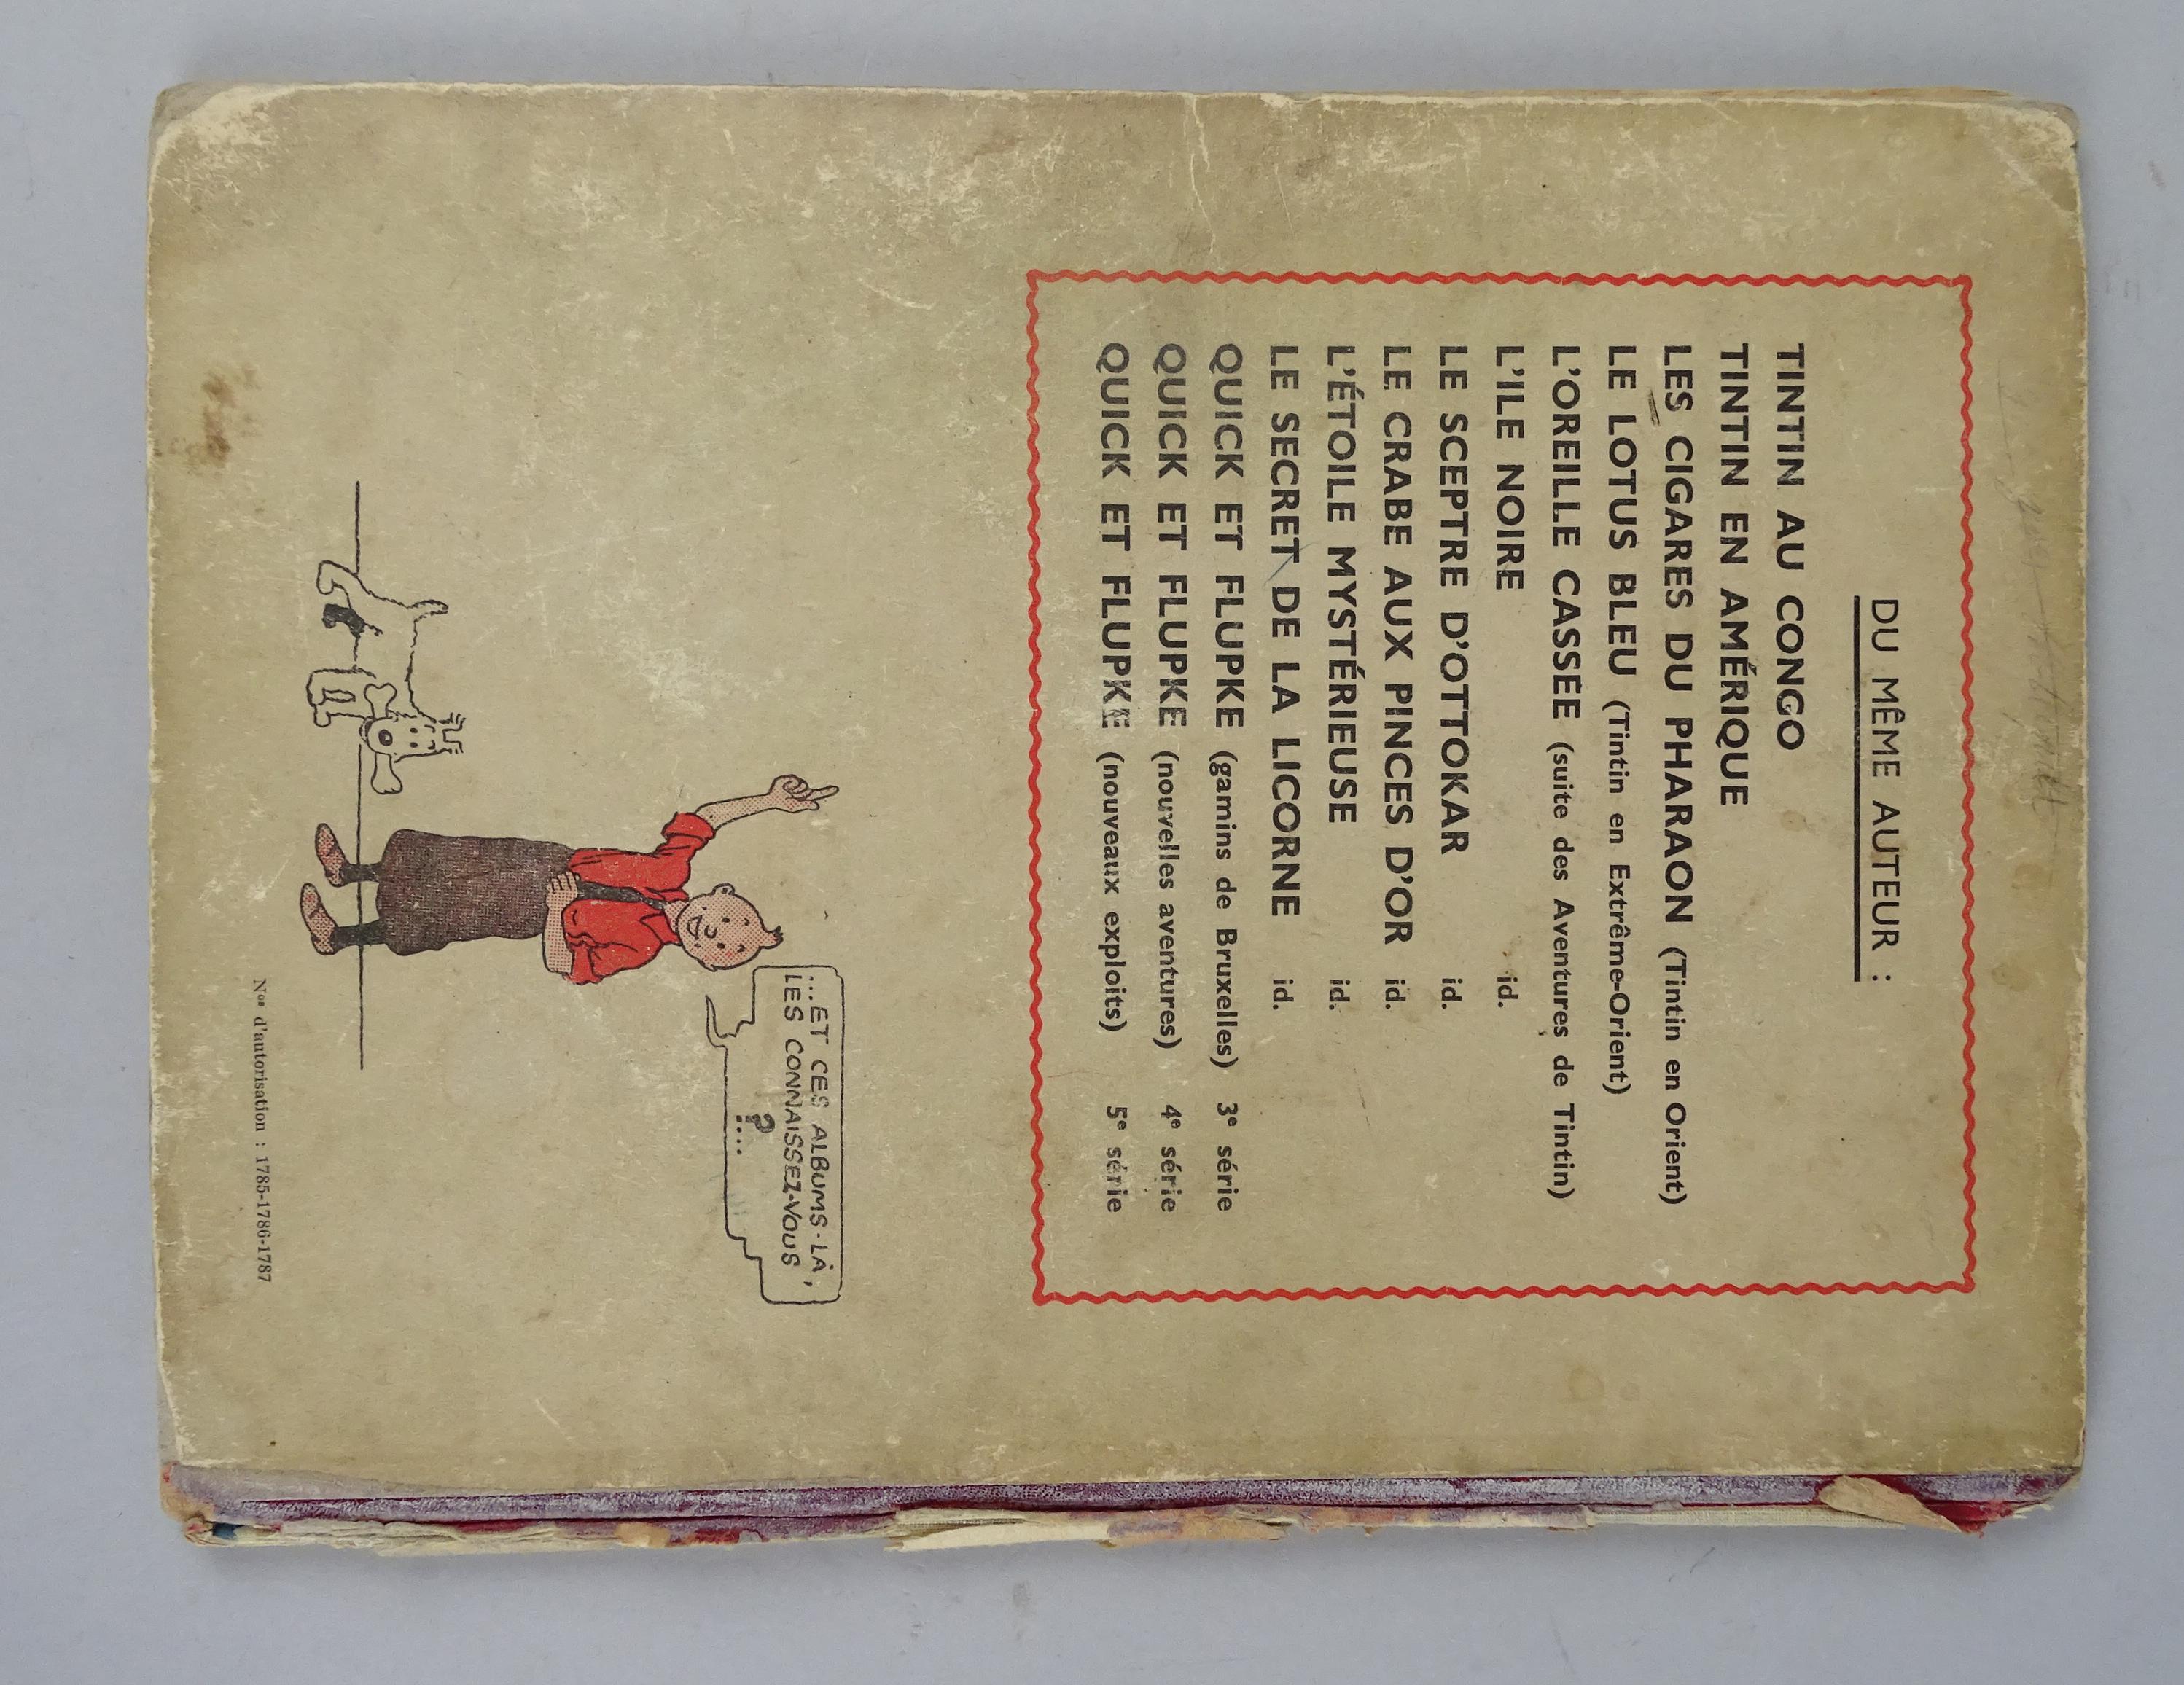 DU MÊME AUTEUR :
TINTIN AU CONGO
TINTIN EN AMÉRIQUE
LES CIGARES DU PHARAON (Tintin en Orient)
LE LOTUS BLEU (Tintin en Extrême-Orient)
L'OREILLE CASSÉE (suite des Aventures de Tintin)
L'ILE NOIRE id.
LE SCEPTRE D'OTTOKAR id.
LE CRABE AUX PINCES D'OR id.
L'ÉTOILE MYSTÉRIEUSE id.
LE SECRET DE LA LICORNE id.
QUICK ET FLUPKE (gamins de Bruxelles) 3e série
QUICK ET FLUPKE (nouvelles aventures) 4e série
QUICK ET FLUPKE (nouveaux exploits) 5e série
...ET CES ALBUMS-LÀ,
LES CONNAISSEZ-VOUS
?....
Nos d'autorisation : 1785-1786-1787